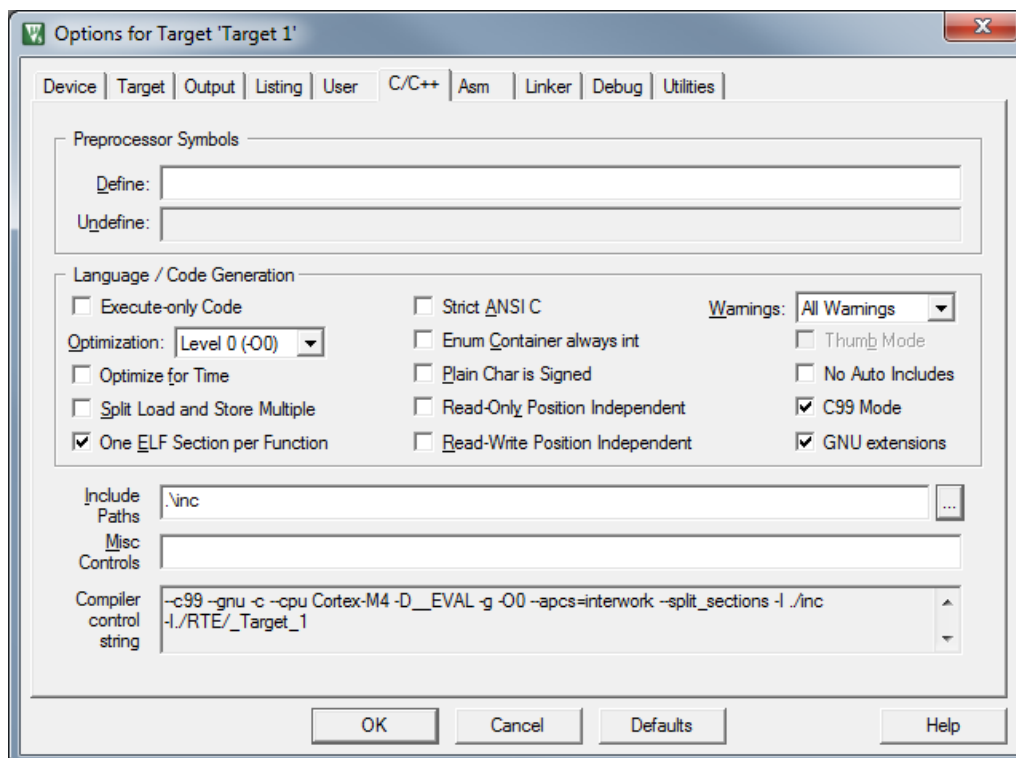 Options for Target 'Target 1'
Device Target Output Listing User C/C++ Asm Linker Debug Utilities
Preprocessor Symbols
Define:
Undefine:
Language / Code Generation
Execute-only Code Strict ANSI C Warnings: All Warnings
Optimization: Level 0 (-O0) Enum Container always int Thumb Mode
Optimize for Time Plain Char is Signed No Auto Includes
Split Load and Store Multiple Read-Only Position Independent C99 Mode
One ELF Section per Function Read-Write Position Independent GNU extensions
Include
Paths
.\inc
...
Misc
Controls
Compiler
control
string
--c99 --gnu -c --cpu Cortex-M4 -D__EVAL -g -O0 --apcs=interwork --split_sections -I ./inc
-I./RTE/_Target_1
OK Cancel Defaults Help